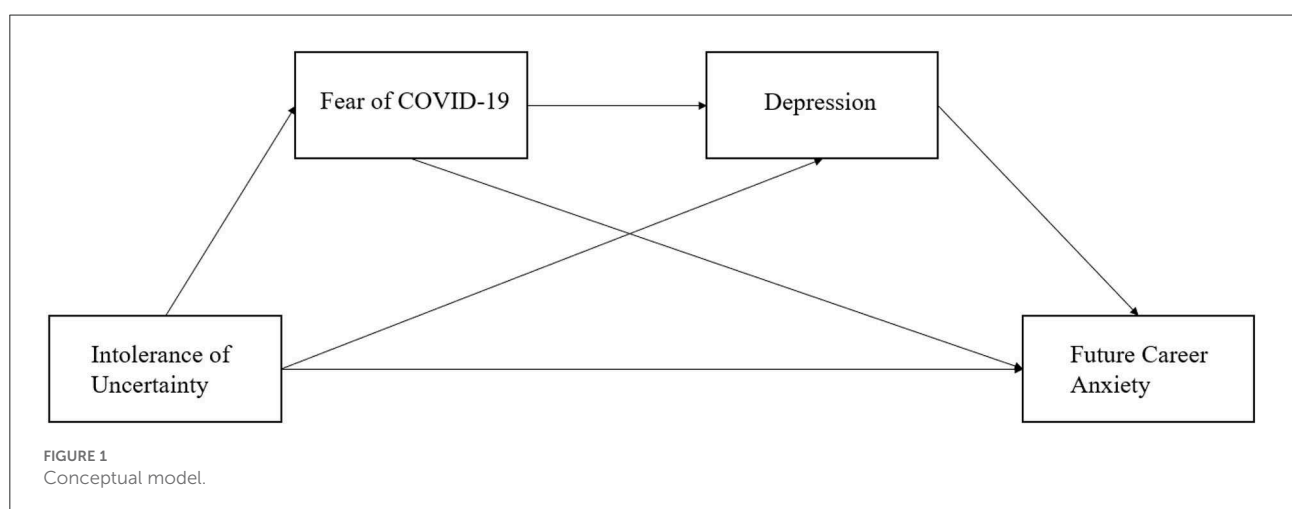 Fear of COVID-19
Depression
Intolerance of
Uncertainty
Future Career
Anxiety
FIGURE 1
Conceptual model.